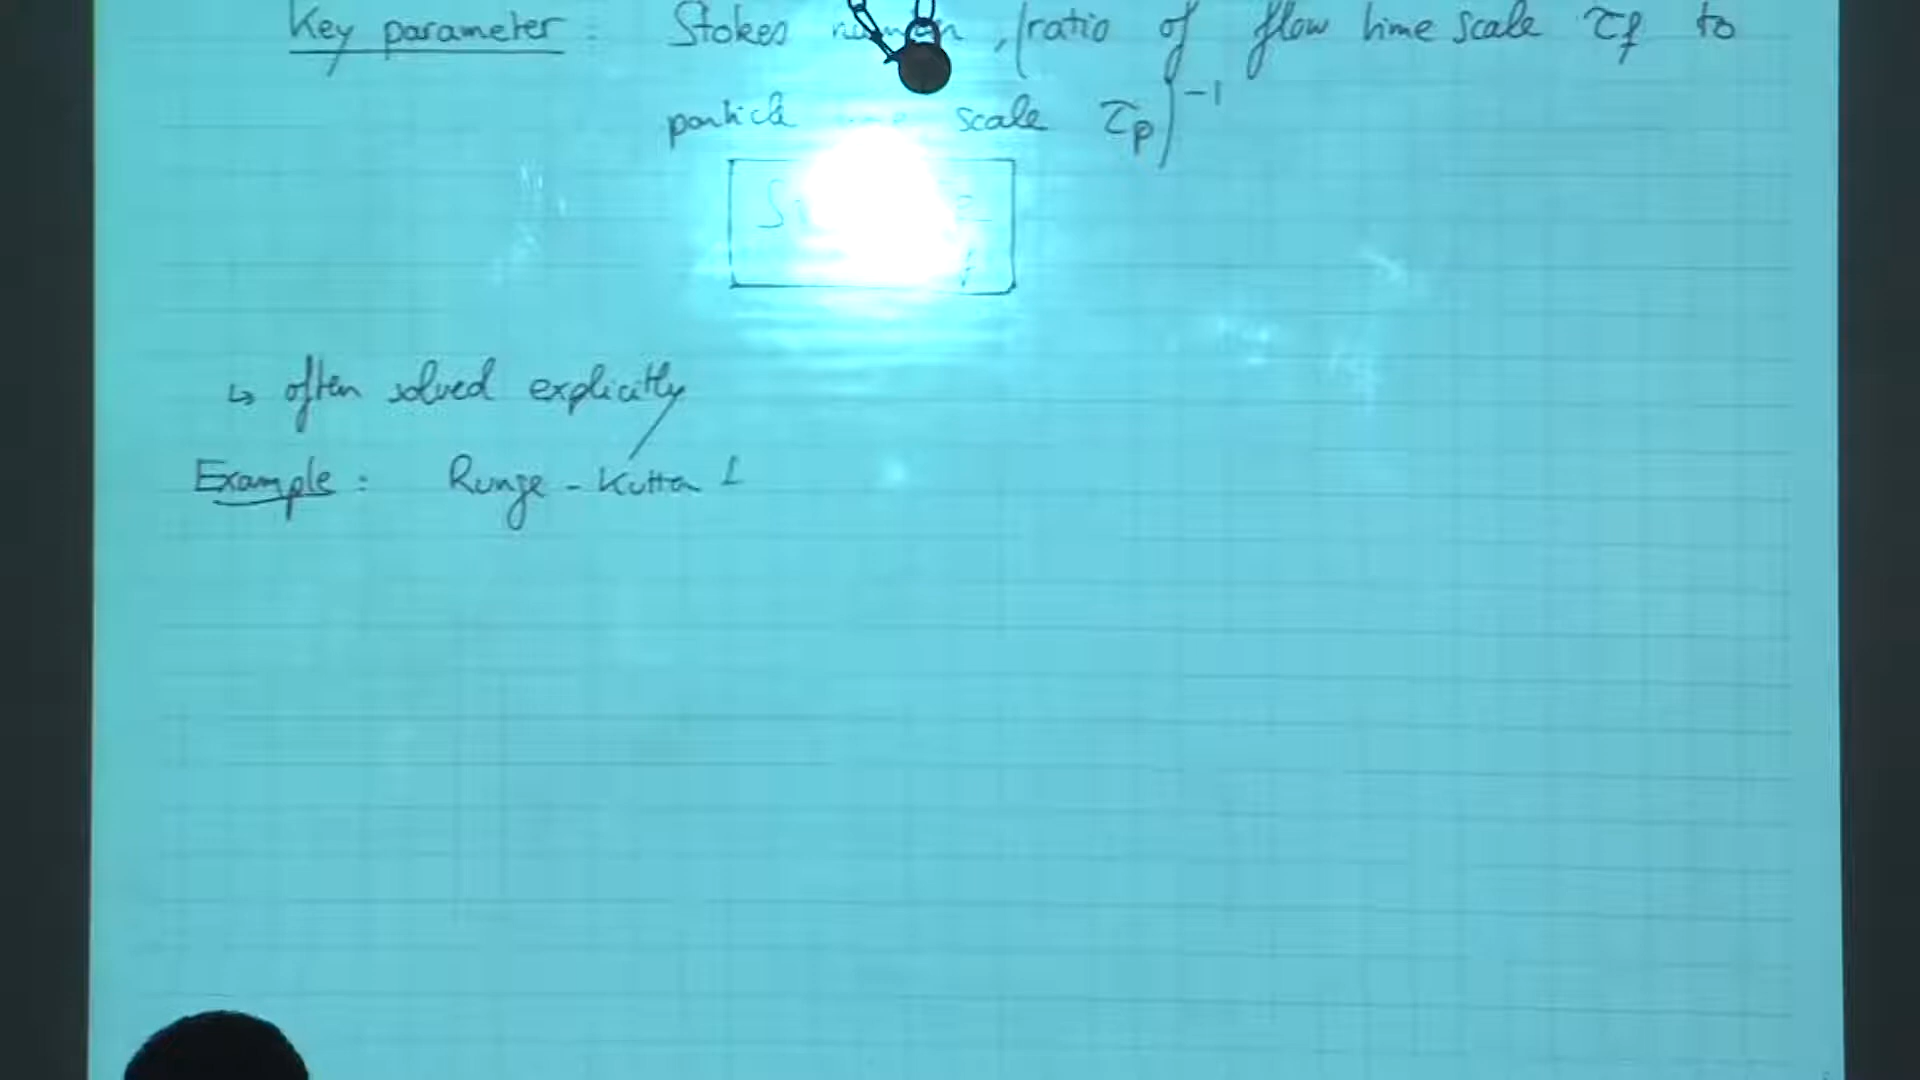 Key parameter : Stokes , (ratio of flow time scale τf to
particle scale τp)⁻¹
↳ often solved explicitly
Example : Runge - Kutta 1